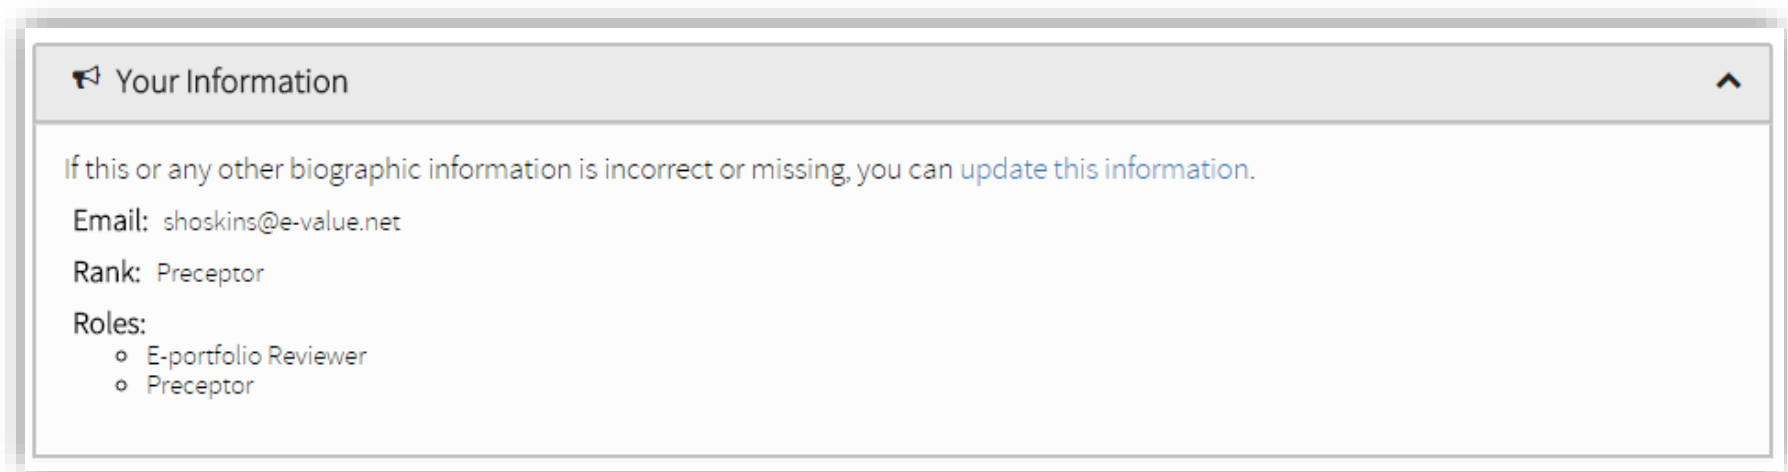 Your Information
If this or any other biographic information is incorrect or missing, you can update this information.
Email: shoskins@e-value.net
Rank: Preceptor
Roles:
E-portfolio Reviewer
Preceptor